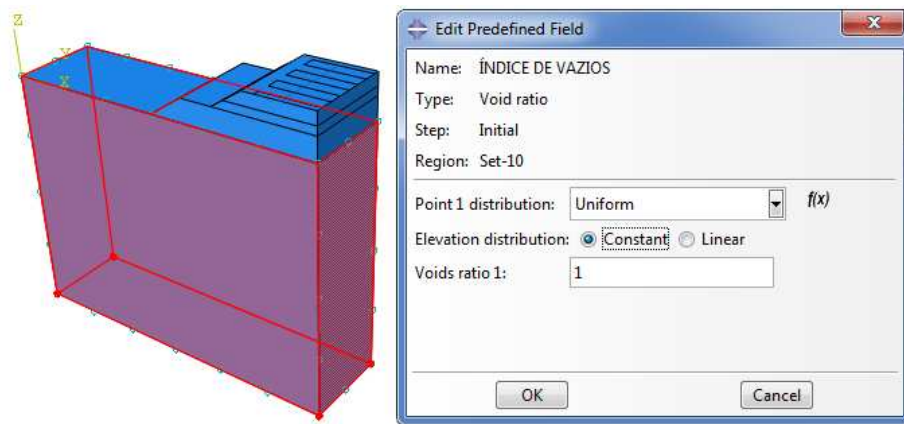 Z
Y
X
Edit Predefined Field
Name: ÍNDICE DE VAZIOS
Type: Void ratio
Step: Initial
Region: Set-10
Point 1 distribution: Uniform f(x)
Elevation distribution: Constant Linear
Voids ratio 1: 1
OK Cancel